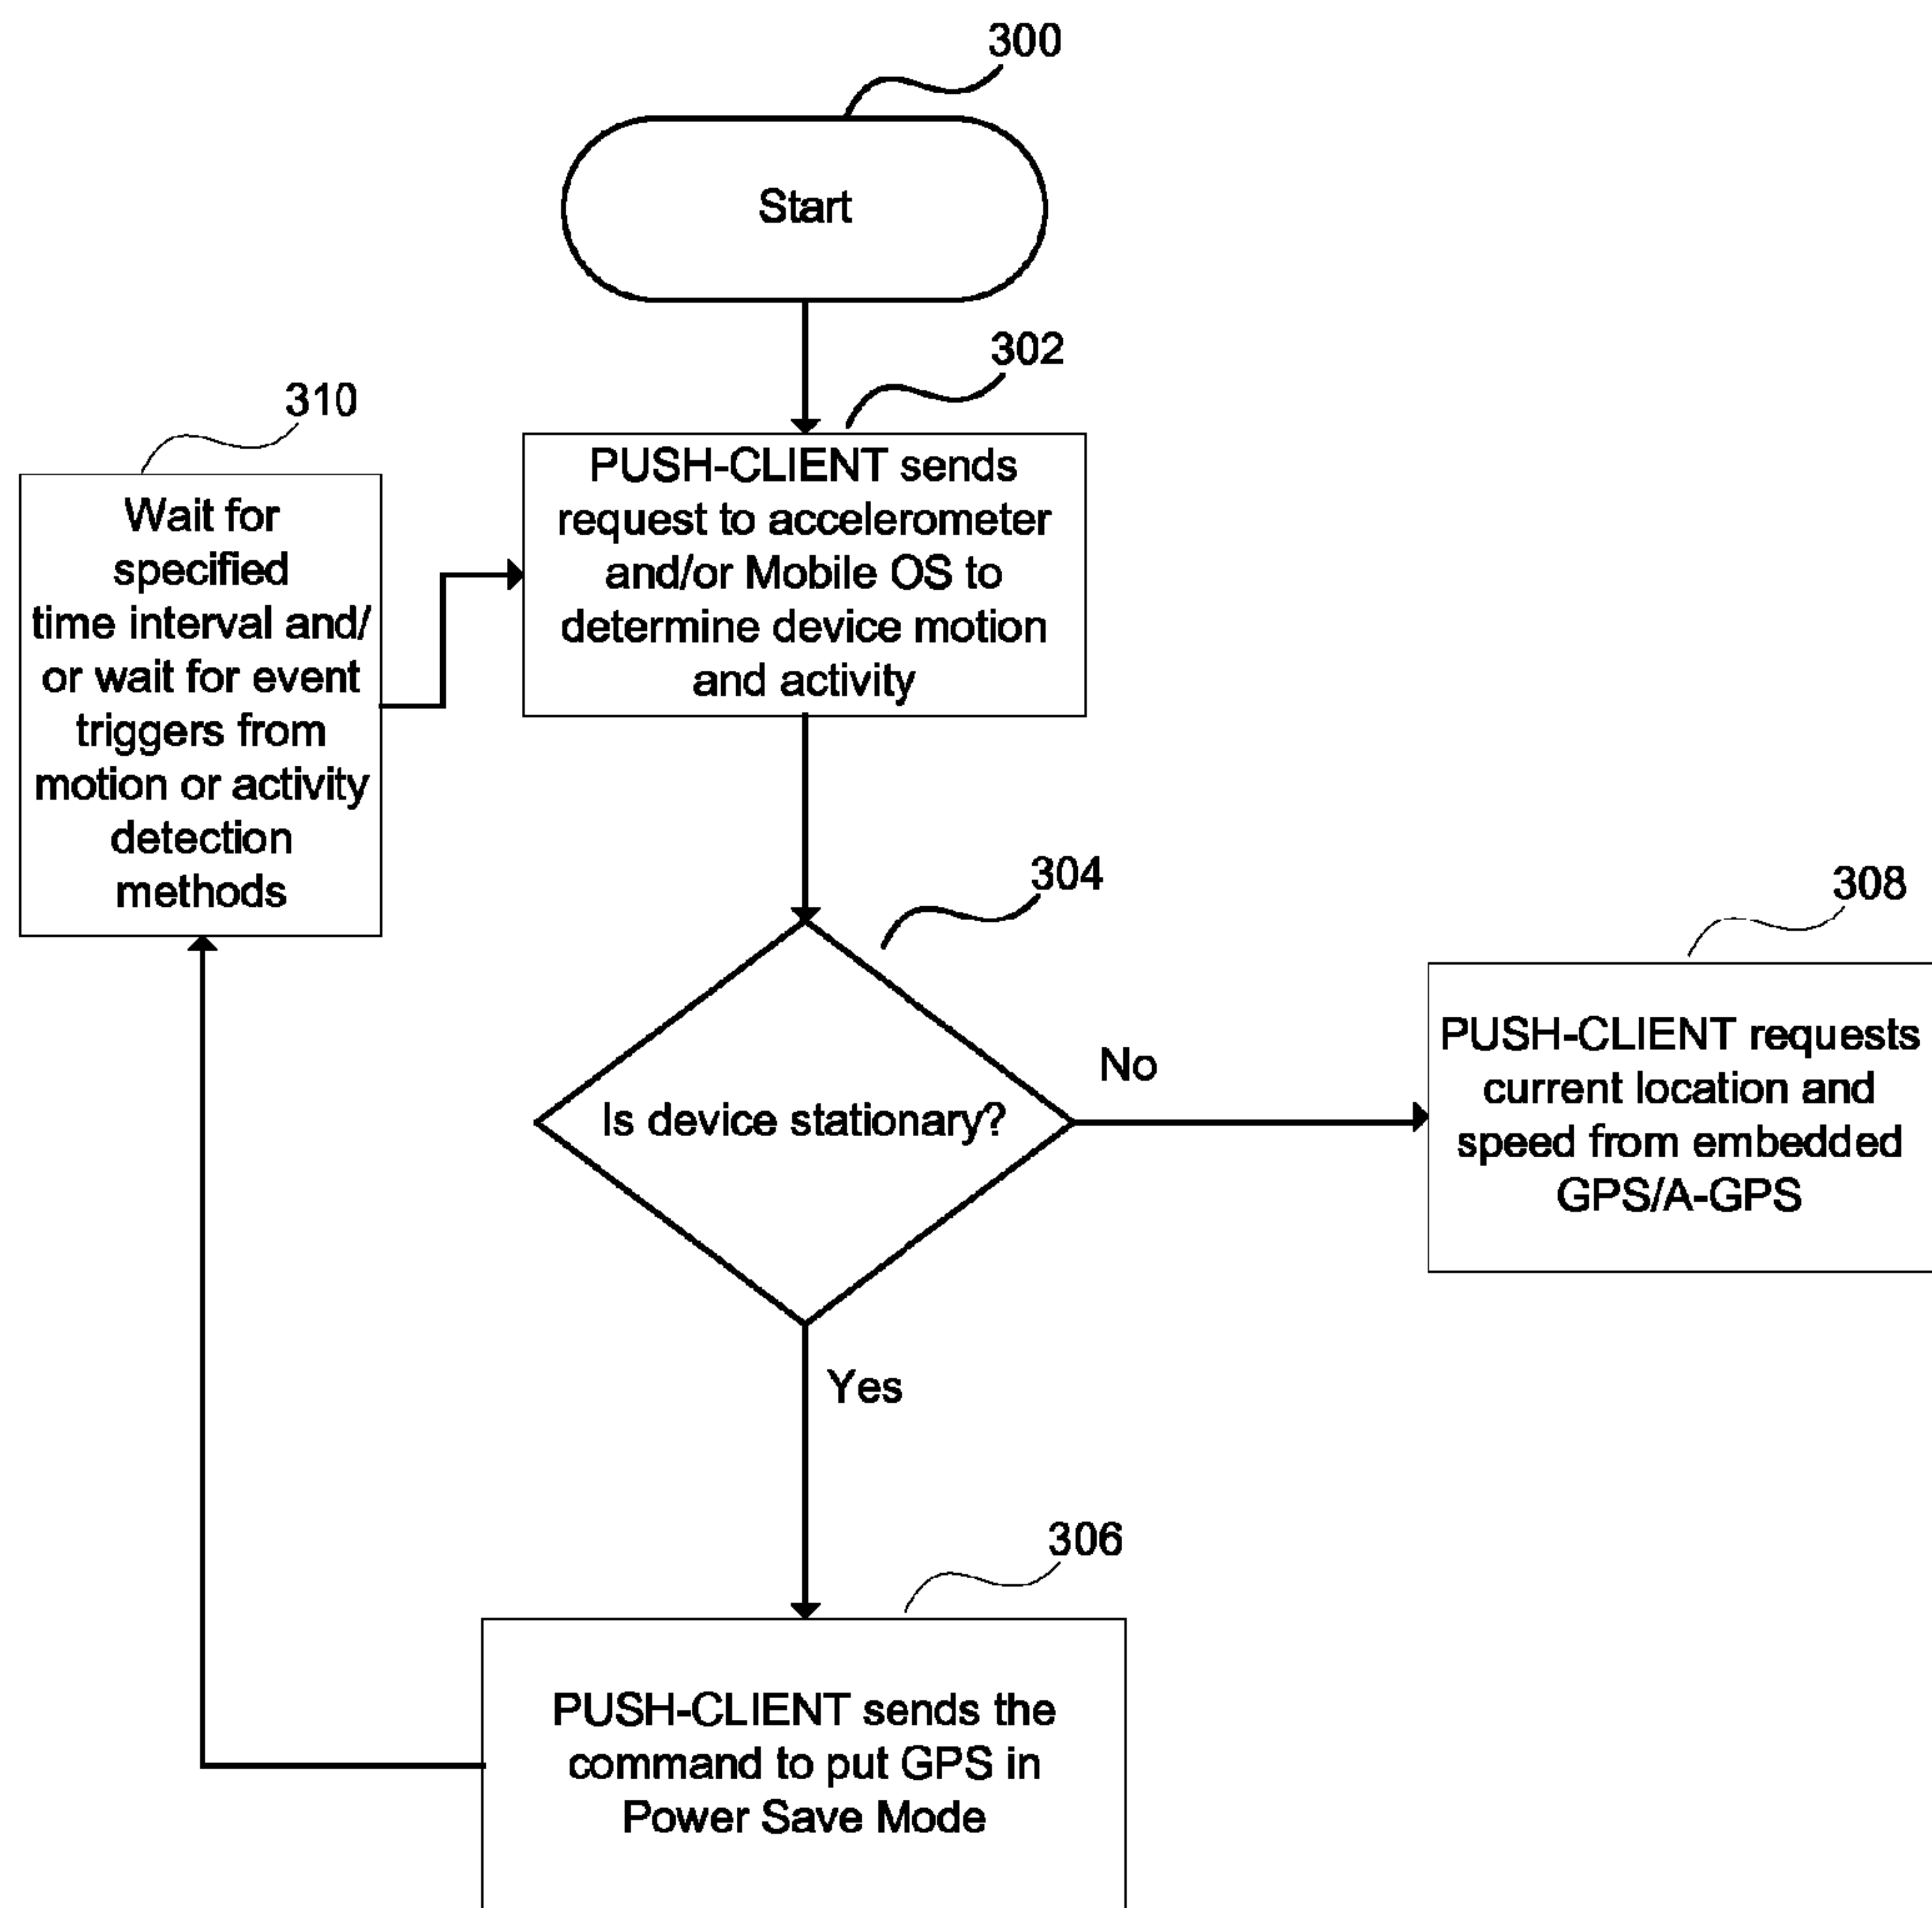 300
Start
302
PUSH-CLIENT sends
request to accelerometer
and/or Mobile OS to
determine device motion
and activity
310
Wait for
specified
time interval and/
or wait for event
triggers from
motion or activity
detection
methods
304
Is device stationary?
No
308
PUSH-CLIENT requests
current location and
speed from embedded
GPS/A-GPS
Yes
306
PUSH-CLIENT sends the
command to put GPS in
Power Save Mode